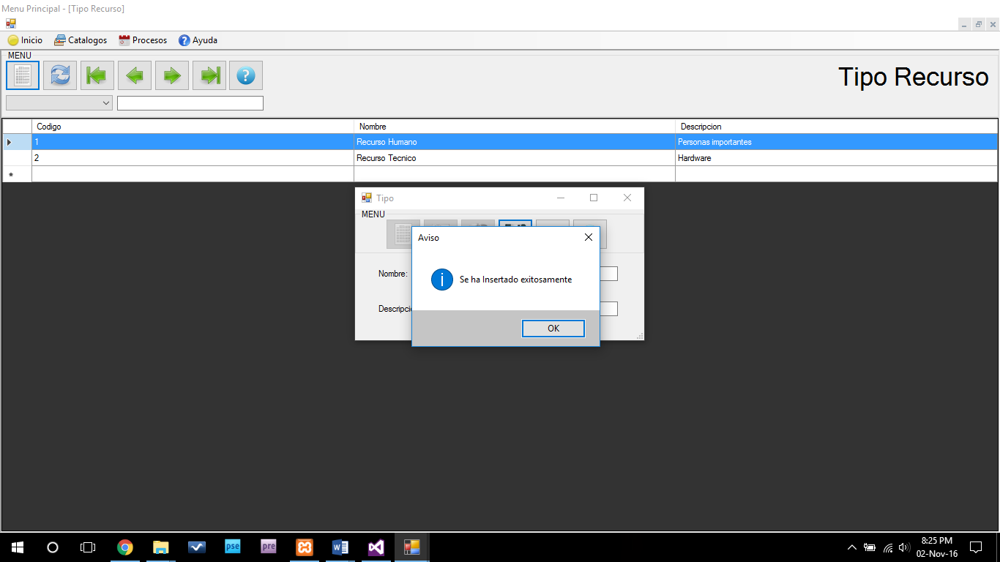 Menu Principal - [Tipo Recurso]
Inicio Catalogos Procesos Ayuda
MENU
Tipo Recurso
Codigo Nombre Descripcion
1 Recurso Humano Personas importantes
2 Recurso Tecnico Hardware
Tipo
MENU
Aviso
Nombre:
Se ha Insertado exitosamente
OK
pse pre
8:25 PM
02-Nov-16